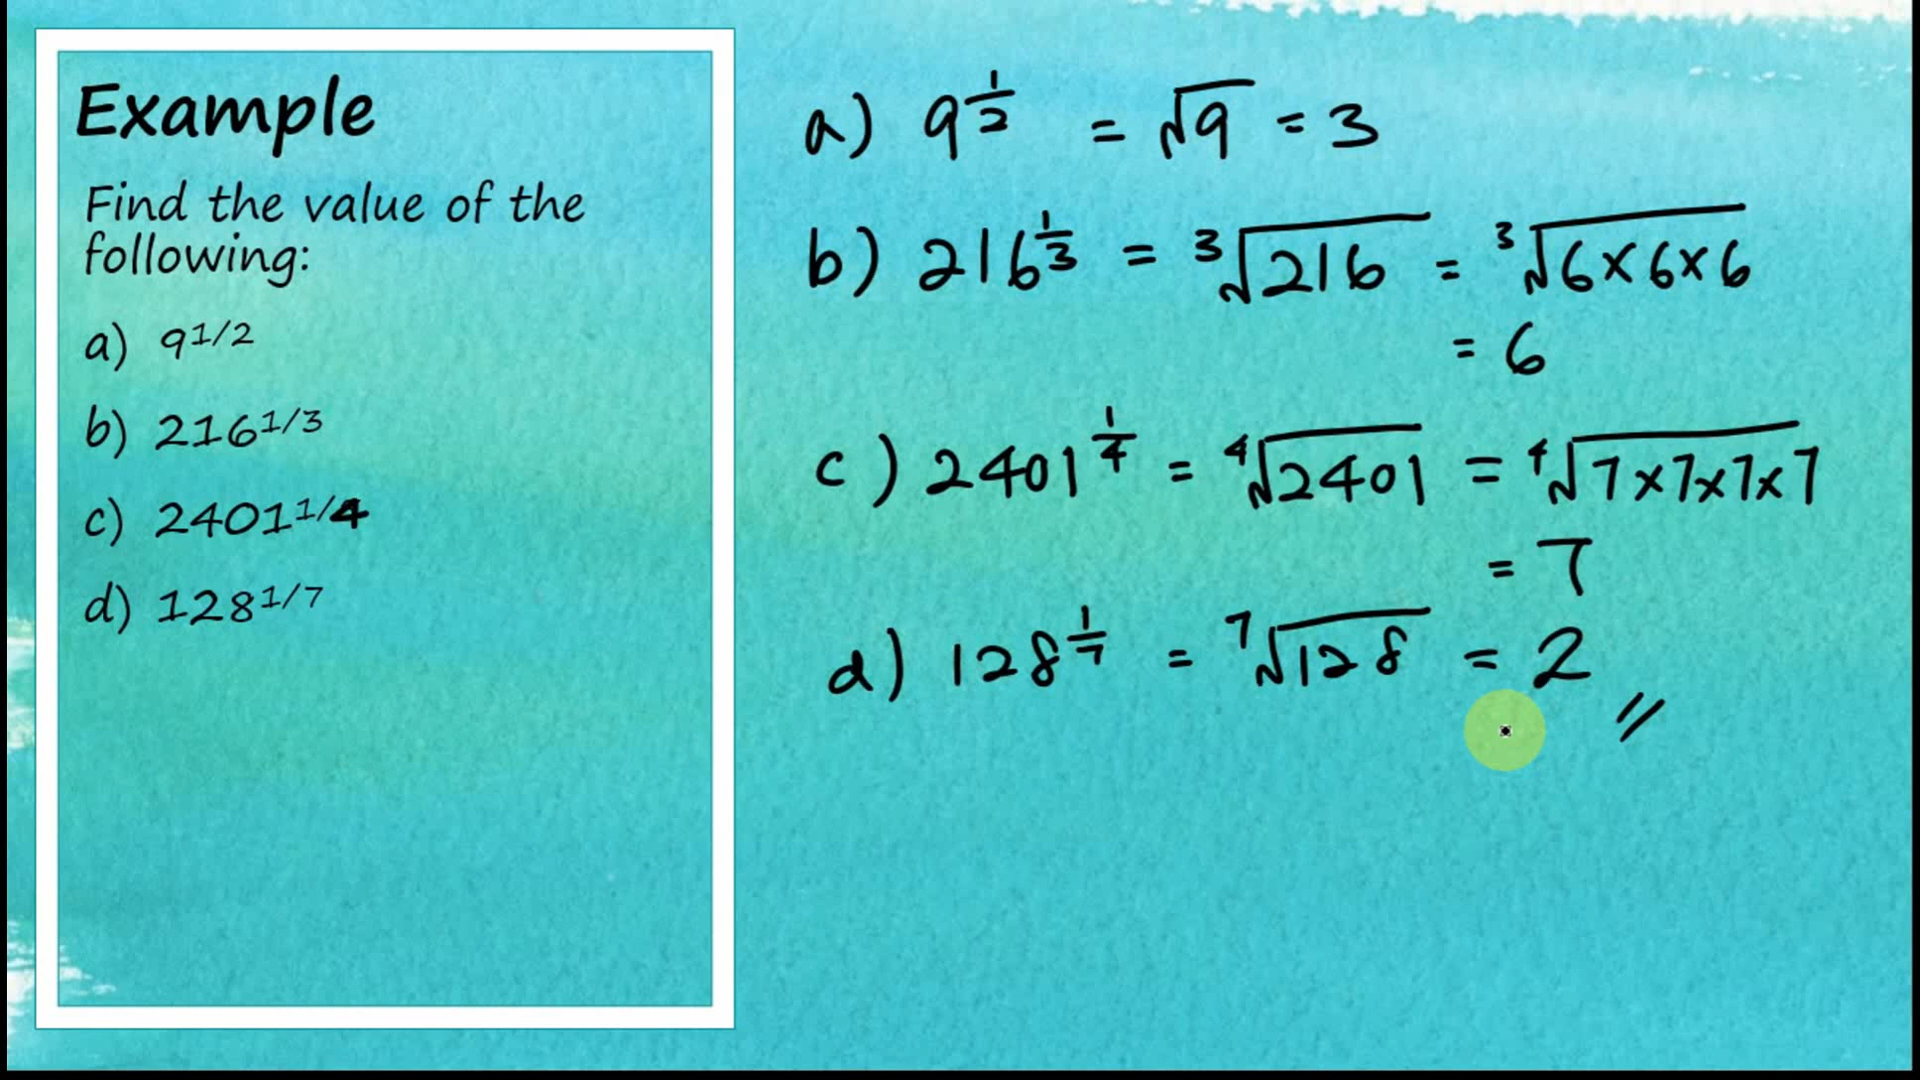 Example
Find the value of the
following:
a) 9^1/2
b) 216^1/3
c) 2401^1/4
d) 128^1/7
a) 9^1/2 = √9 = 3
b) 216^1/3 = ³√216 = ³√6×6×6
= 6
c) 2401^1/4 = ⁴√2401 = ⁴√7×7×7×7
= 7
d) 128^1/7 = ⁷√128 = 2 //